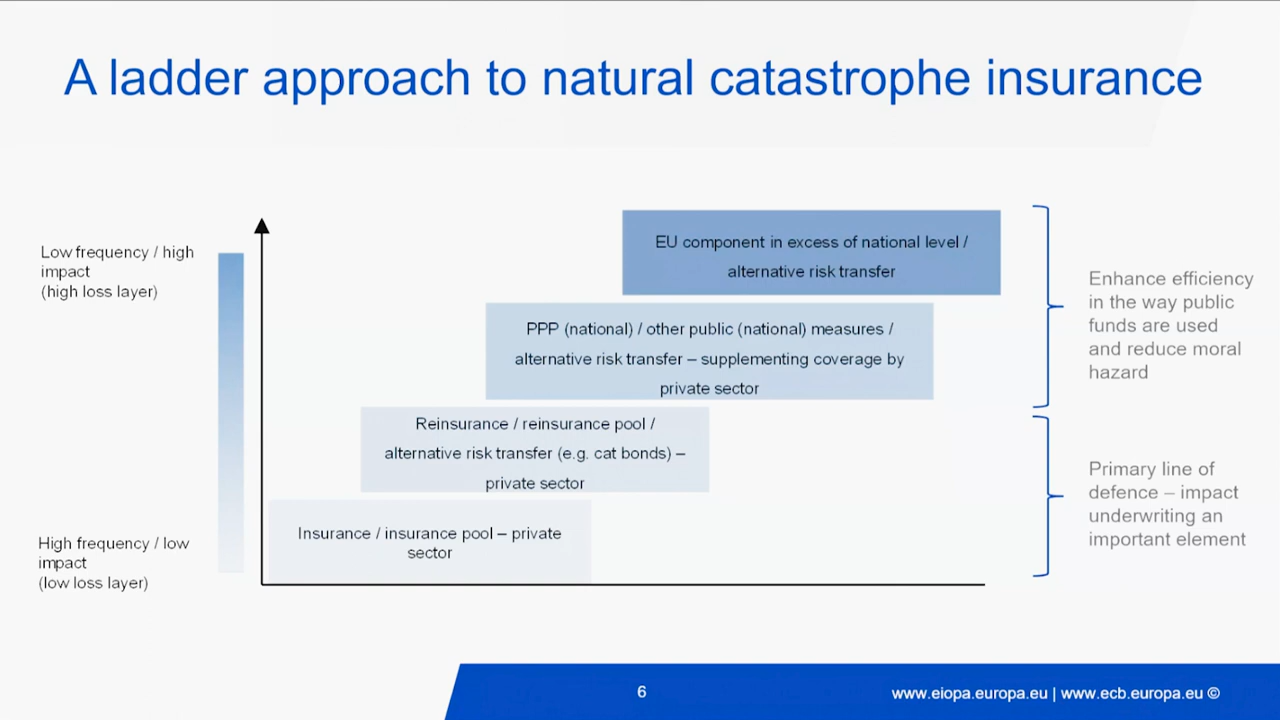 A ladder approach to natural catastrophe insurance
Low frequency / high
impact
(high loss layer)
EU component in excess of national level /
alternative risk transfer
PPP (national) / other public (national) measures /
alternative risk transfer – supplementing coverage by
private sector
Reinsurance / reinsurance pool /
alternative risk transfer (e.g. cat bonds) –
private sector
Insurance / insurance pool – private
sector
High frequency / low
impact
(low loss layer)
Enhance efficiency
in the way public
funds are used
and reduce moral
hazard
Primary line of
defence – impact
underwriting an
important element
6
www.eiopa.europa.eu | www.ecb.europa.eu ©